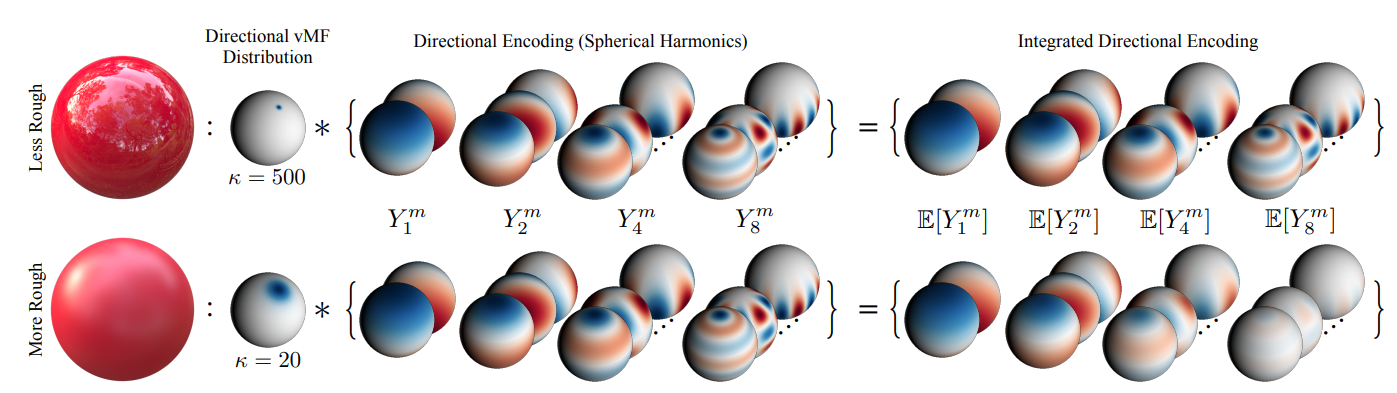 Directional vMF
Distribution
Directional Encoding (Spherical Harmonics)
Integrated Directional Encoding
Less Rough
: * { ⋰ } = { ⋰ }
κ = 500
Y_1^m Y_2^m Y_4^m Y_8^m 𝔼[Y_1^m] 𝔼[Y_2^m] 𝔼[Y_4^m] 𝔼[Y_8^m]
More Rough
: * { ⋰ } = { ⋰ }
κ = 20